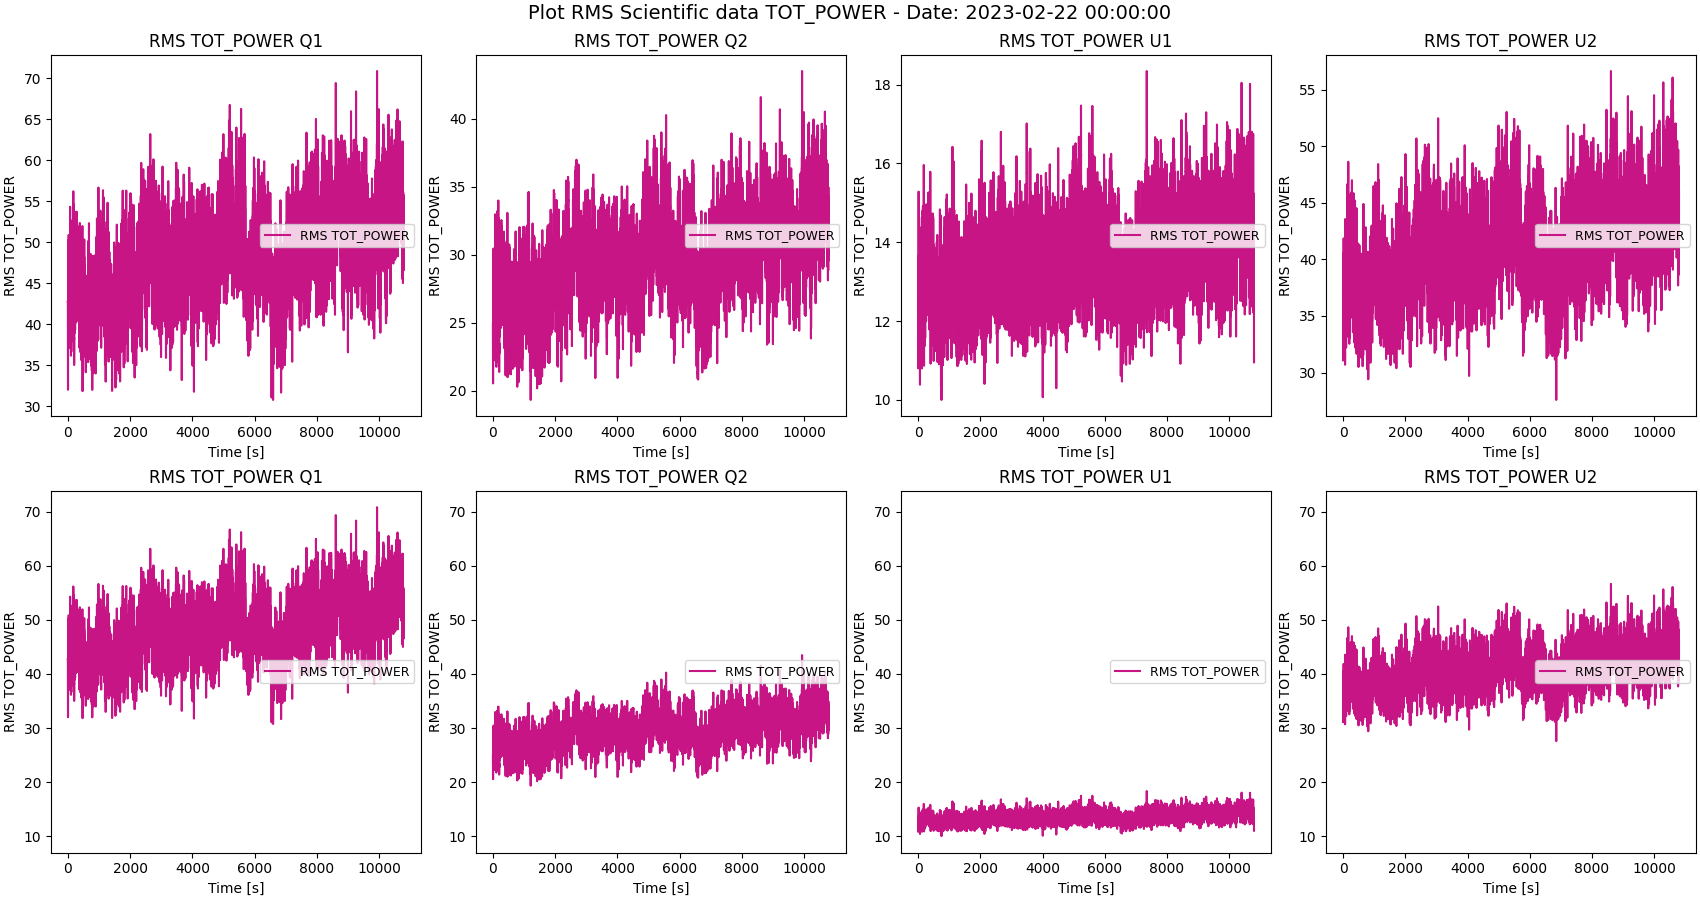 Plot RMS Scientific data TOT_POWER - Date: 2023-02-22 00:00:00
RMS TOT_POWER Q1
RMS TOT_POWER
70
65
60
55
50
45
40
35
30
RMS TOT_POWER
0 2000 4000 6000 8000 10000
Time [s]
RMS TOT_POWER Q2
RMS TOT_POWER
40
35
30
25
20
RMS TOT_POWER
0 2000 4000 6000 8000 10000
Time [s]
RMS TOT_POWER U1
RMS TOT_POWER
18
16
14
12
10
RMS TOT_POWER
0 2000 4000 6000 8000 10000
Time [s]
RMS TOT_POWER U2
RMS TOT_POWER
55
50
45
40
35
30
RMS TOT_POWER
0 2000 4000 6000 8000 10000
Time [s]
RMS TOT_POWER Q1
RMS TOT_POWER
70
60
50
40
30
20
10
RMS TOT_POWER
0 2000 4000 6000 8000 10000
Time [s]
RMS TOT_POWER Q2
RMS TOT_POWER
70
60
50
40
30
20
10
RMS TOT_POWER
0 2000 4000 6000 8000 10000
Time [s]
RMS TOT_POWER U1
RMS TOT_POWER
70
60
50
40
30
20
10
RMS TOT_POWER
0 2000 4000 6000 8000 10000
Time [s]
RMS TOT_POWER U2
RMS TOT_POWER
70
60
50
40
30
20
10
RMS TOT_POWER
0 2000 4000 6000 8000 10000
Time [s]